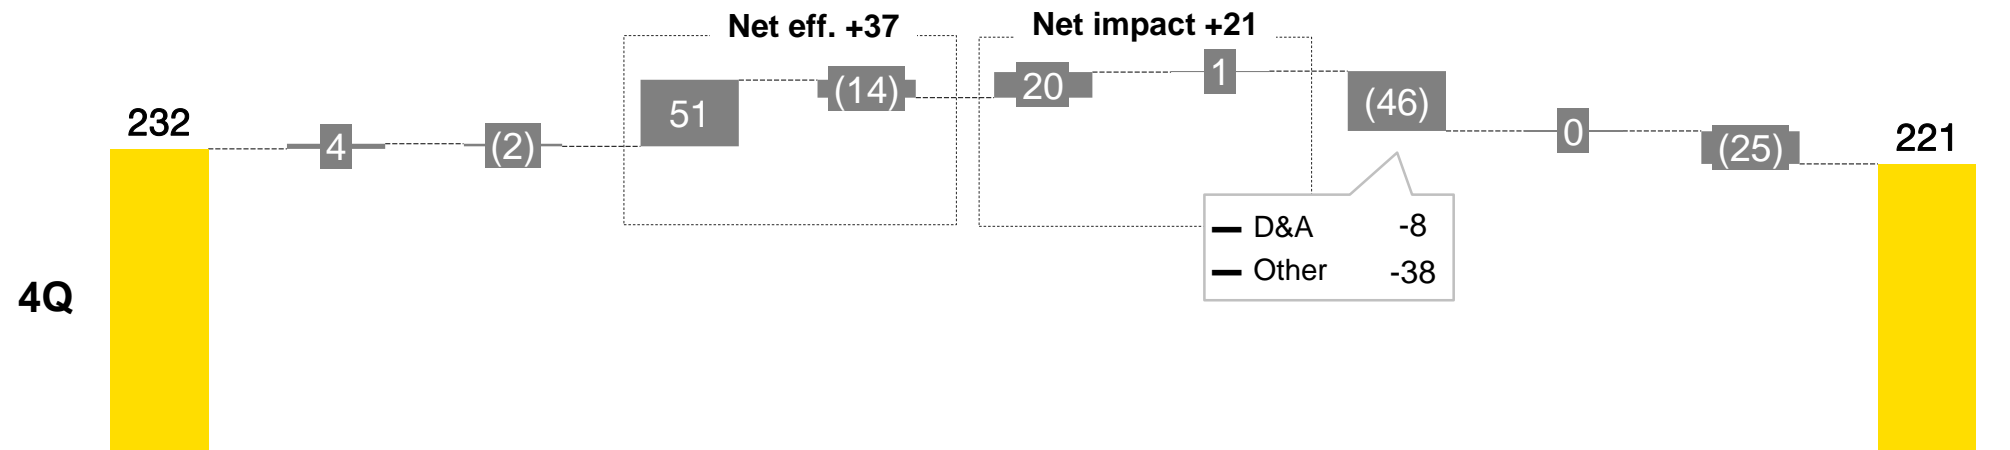 Net eff. +37
Net impact +21
232
4
(2)
51
(14)
20
1
(46)
0
(25)
221
D&A -8
Other -38
4Q